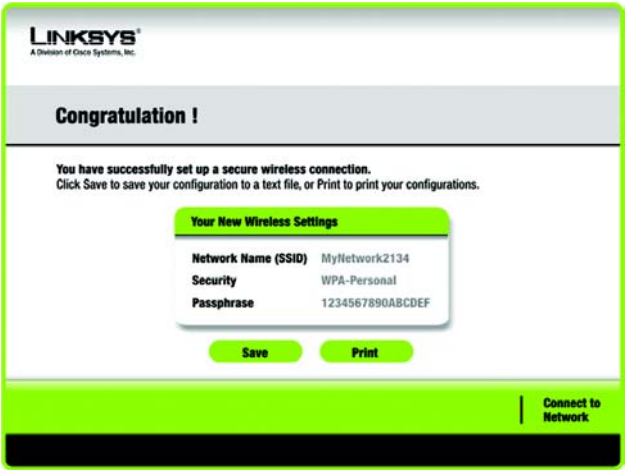 LINKSYS®
A Division of Cisco Systems, Inc.
Congratulation !
You have successfully set up a secure wireless connection.
Click Save to save your configuration to a text file, or Print to print your configurations.
Your New Wireless Settings
Network Name (SSID) MyNetwork2134
Security WPA-Personal
Passphrase 1234567890ABCDEF
Save Print
Connect to
Network